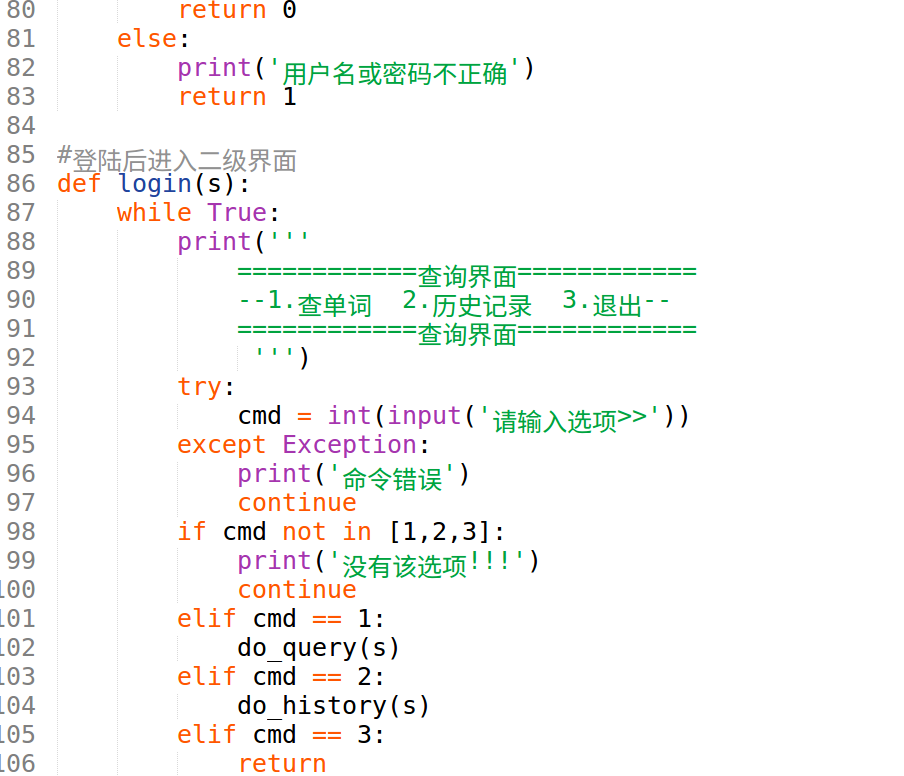 80 return 0
81 else:
82 print('用户名或密码不正确')
83 return 1
84
85 #登陆后进入二级界面
86 def login(s):
87 while True:
88 print('''
89 ============查询界面============
90 --1.查单词 2.历史记录 3.退出--
91 ============查询界面============
92 ''')
93 try:
94 cmd = int(input('请输入选项>>'))
95 except Exception:
96 print('命令错误')
97 continue
98 if cmd not in [1,2,3]:
99 print('没有该选项!!!')
100 continue
101 elif cmd == 1:
102 do_query(s)
103 elif cmd == 2:
104 do_history(s)
105 elif cmd == 3:
106 return